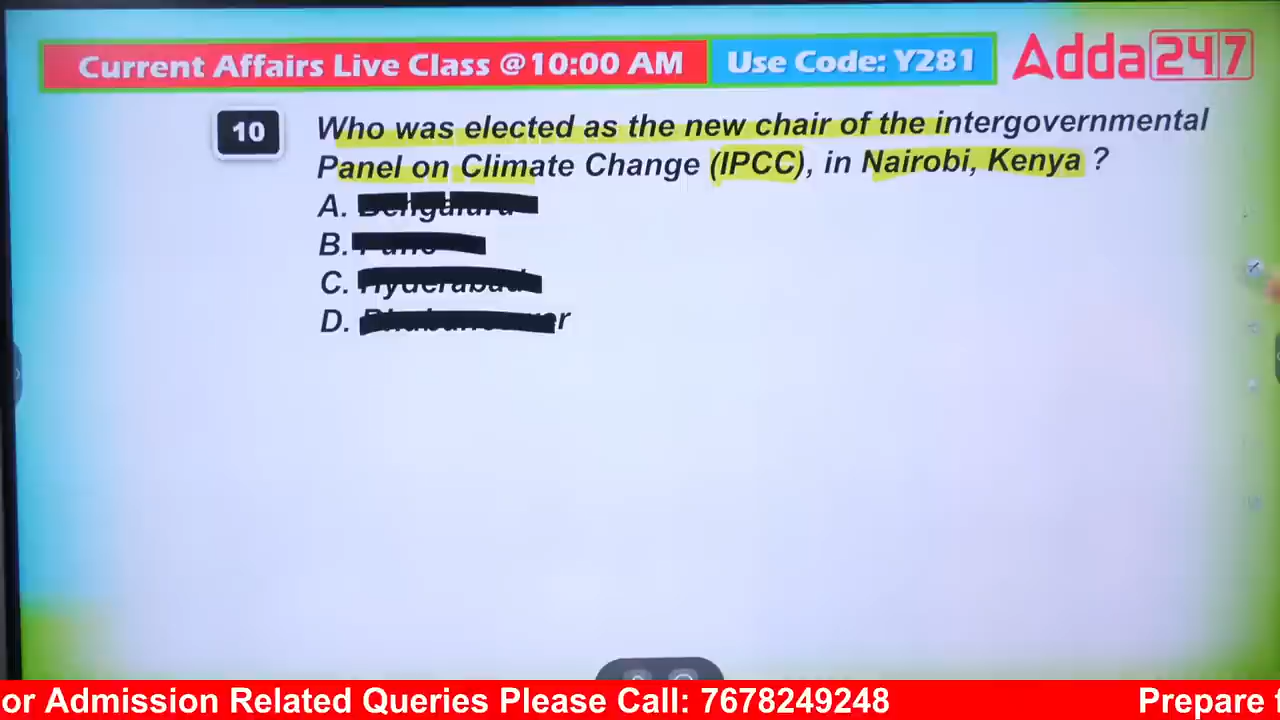 Current Affairs Live Class @10:00 AM
Use Code: Y281
Adda247
10
Who was elected as the new chair of the intergovernmental
Panel on Climate Change (IPCC), in Nairobi, Kenya ?
A.
B.
C.
D.
or Admission Related Queries Please Call: 7678249248
Prepare